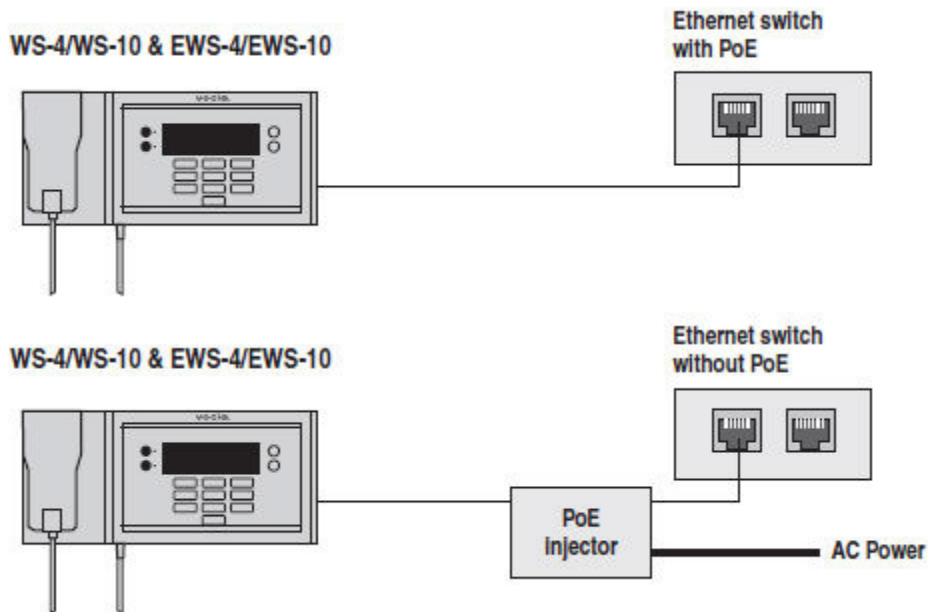 WS-4/WS-10 & EWS-4/EWS-10
Ethernet switch
with PoE
WS-4/WS-10 & EWS-4/EWS-10
Ethernet switch
without PoE
PoE
injector
AC Power